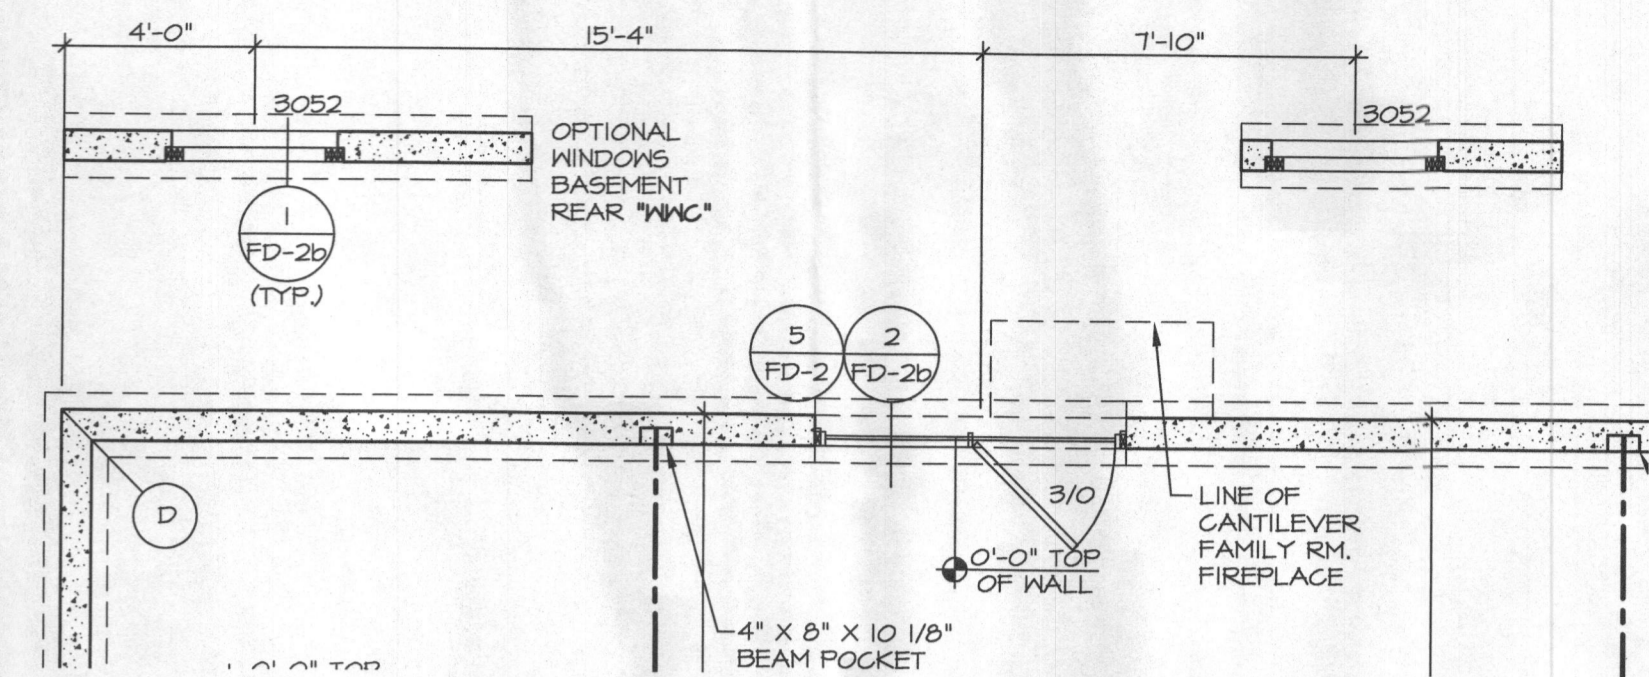 4'-0"
15'-4"
7'-10"
3052
3052
OPTIONAL
WINDOWS
BASEMENT
REAR "WWC"
1
FD-2b
(TYP.)
5
FD-2
2
FD-2b
D
3/0
LINE OF
CANTILEVER
FAMILY RM.
FIREPLACE
0'-0" TOP
OF WALL
4" X 8" X 10 1/8"
BEAM POCKET